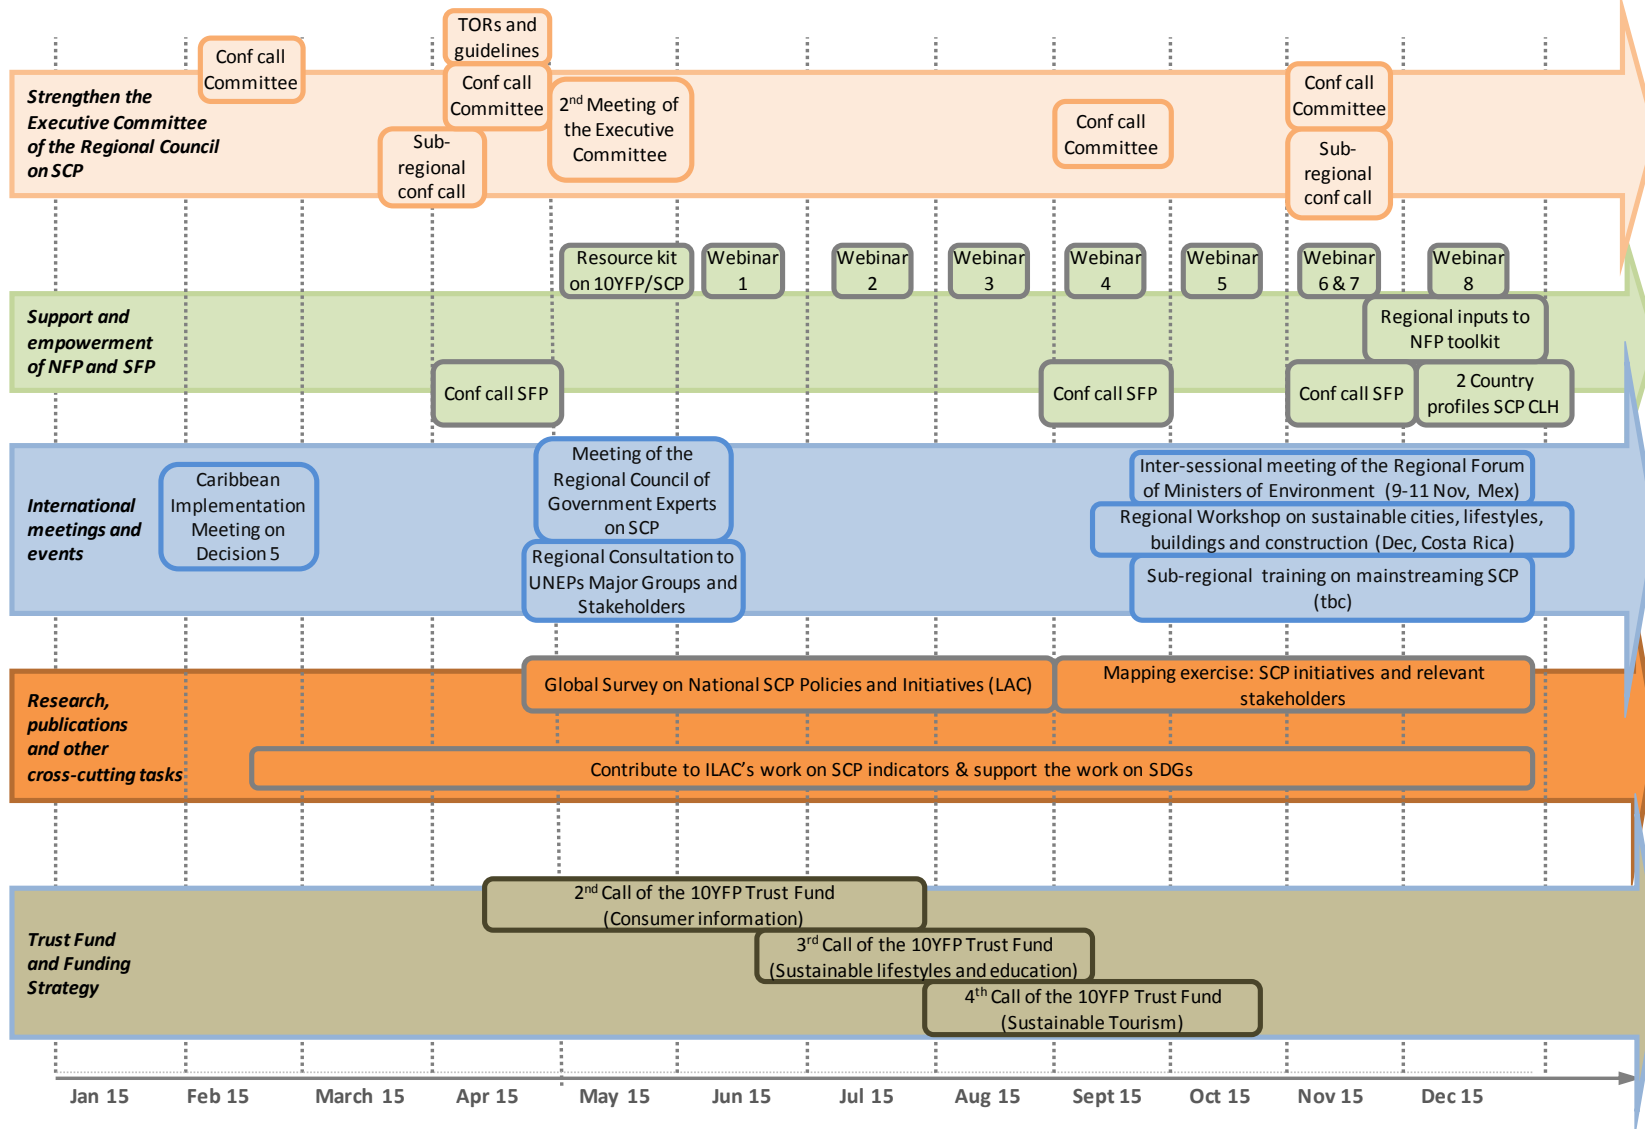 TORs and
guidelines
Conf call
Committee
Conf call
Committee
Sub-
regional
conf call
2nd Meeting of
the Executive
Committee
Conf call
Committee
Conf call
Committee
Sub-
regional
conf call
Strengthen the
Executive Committee
of the Regional Council
on SCP
Resource kit
on 10YFP/SCP
Webinar
1
Webinar
2
Webinar
3
Webinar
4
Webinar
5
Webinar
6 & 7
Webinar
8
Support and
empowerment
of NFP and SFP
Regional inputs to
NFP toolkit
Conf call SFP
Conf call SFP
Conf call SFP
2 Country
profiles SCP CLH
International
meetings and
events
Caribbean
Implementation
Meeting on
Decision 5
Meeting of the
Regional Council of
Government Experts
on SCP
Regional Consultation to
UNEPs Major Groups and
Stakeholders
Inter-sessional meeting of the Regional Forum
of Ministers of Environment (9-11 Nov, Mex)
Regional Workshop on sustainable cities, lifestyles,
buildings and construction (Dec, Costa Rica)
Sub-regional training on mainstreaming SCP
(tbc)
Research,
publications
and other
cross-cutting tasks
Global Survey on National SCP Policies and Initiatives (LAC)
Mapping exercise: SCP initiatives and relevant
stakeholders
Contribute to ILAC's work on SCP indicators & support the work on SDGs
Trust Fund
and Funding
Strategy
2nd Call of the 10YFP Trust Fund
(Consumer information)
3rd Call of the 10YFP Trust Fund
(Sustainable lifestyles and education)
4th Call of the 10YFP Trust Fund
(Sustainable Tourism)
Jan 15
Feb 15
March 15
Apr 15
May 15
Jun 15
Jul 15
Aug 15
Sept 15
Oct 15
Nov 15
Dec 15